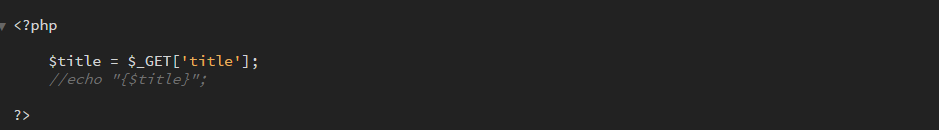 <?php
$title = $_GET['title'];
//echo "{$title}";
?>